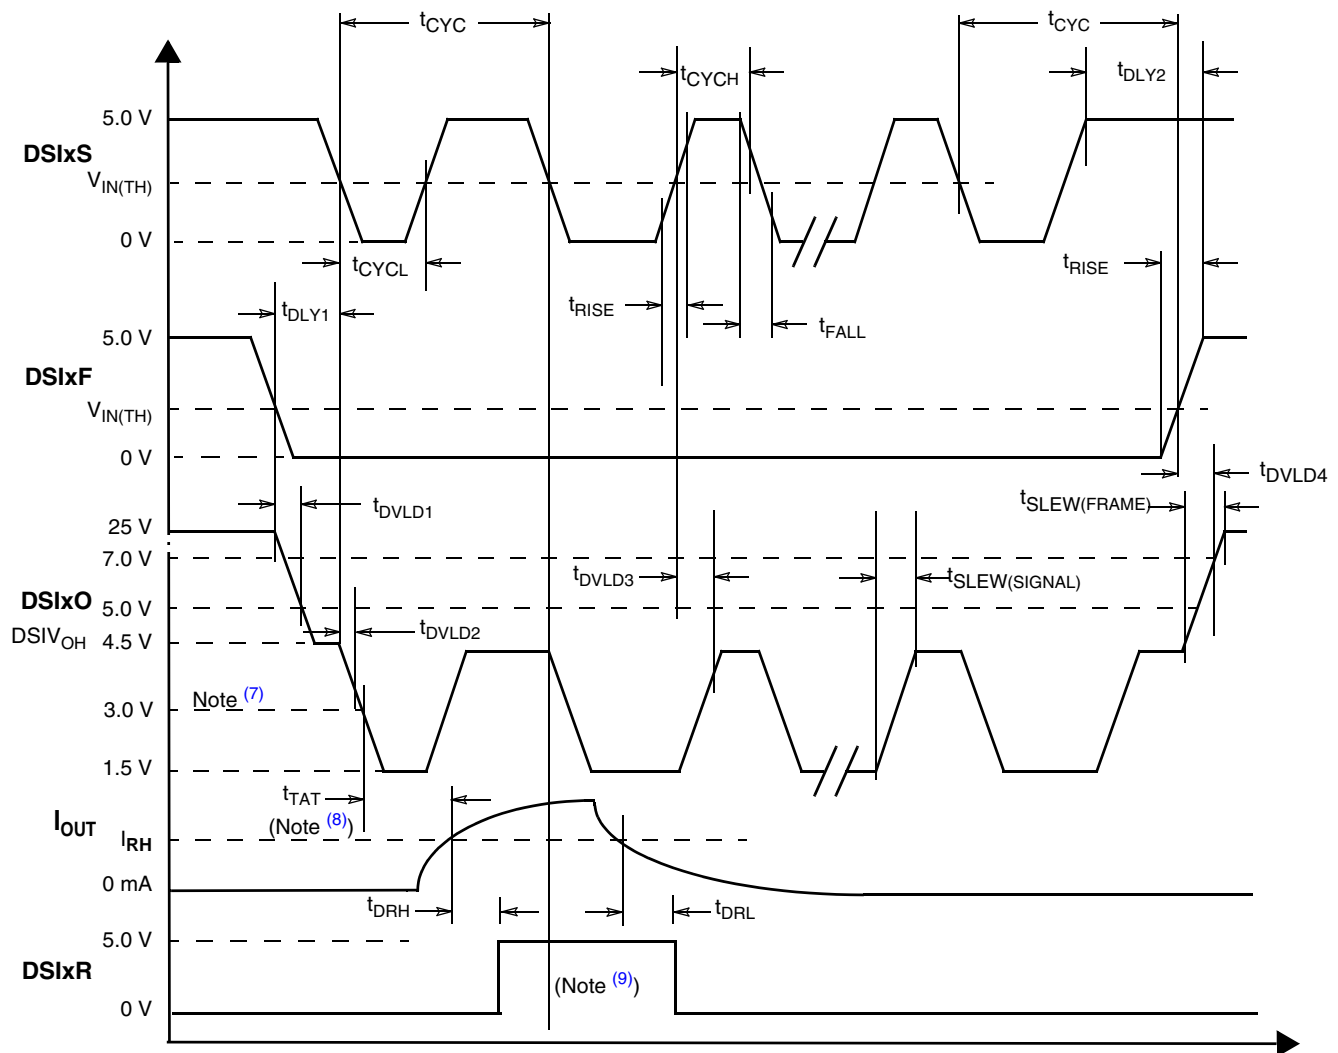 tCYC
tCYC
tCYCH
tDLY2
5.0 V
DSIxS
VIN(TH)
0 V
tCYCL
tRISE
tDLY1
tRISE
tFALL
5.0 V
DSIxF
VIN(TH)
0 V
tDVLD4
tDVLD1
tSLEW(FRAME)
25 V
7.0 V
tDVLD3
tSLEW(SIGNAL)
DSIxO
5.0 V
tDVLD2
DSIVOH
4.5 V
Note (7)
3.0 V
1.5 V
tTAT
(Note (8))
IOUT
IRH
0 mA
tDRH
tDRL
5.0 V
DSIxR
(Note (9))
0 V